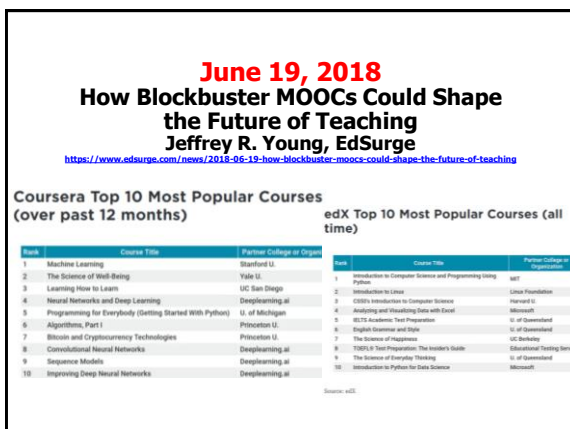 June 19, 2018
How Blockbuster MOOCs Could Shape
the Future of Teaching
Jeffrey R. Young, EdSurge
https://www.edsurge.com/news/2018-06-19-how-blockbuster-moocs-could-shape-the-future-of-teaching
Coursera Top 10 Most Popular Courses
(over past 12 months)
Rank Course Title Partner College or Organi
1 Machine Learning Stanford U.
2 The Science of Well-Being Yale U.
3 Learning How to Learn UC San Diego
4 Neural Networks and Deep Learning Deeplearning.ai
5 Programming for Everybody (Getting Started With Python) U. of Michigan
6 Algorithms, Part I Princeton U.
7 Bitcoin and Cryptocurrency Technologies Princeton U.
8 Convolutional Neural Networks Deeplearning.ai
9 Sequence Models Deeplearning.ai
10 Improving Deep Neural Networks Deeplearning.ai
edX Top 10 Most Popular Courses (all
time)
Rank Course Title Partner College or
Organization
1 Introduction to Computer Science and Programming Using
Python MIT
2 Introduction to Linux Linux Foundation
3 CS50's Introduction to Computer Science Harvard U.
4 Analyzing and Visualizing Data with Excel Microsoft
5 IELTS Academic Test Preparation U. of Queensland
6 English Grammar and Style U. of Queensland
7 The Science of Happiness UC Berkeley
8 TOEFL® Test Preparation: The Insider's Guide Educational Testing Serv
9 The Science of Everyday Thinking U. of Queensland
10 Introduction to Python for Data Science Microsoft
Source: edX